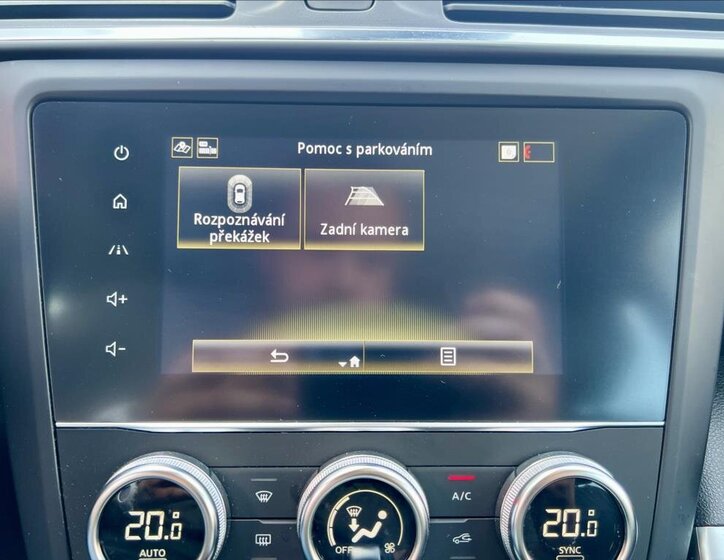 Pomoc s parkováním
Rozpoznávání
překážek
Zadní kamera
A/C
20.0
AUTO
OFF
20.0
SYNC